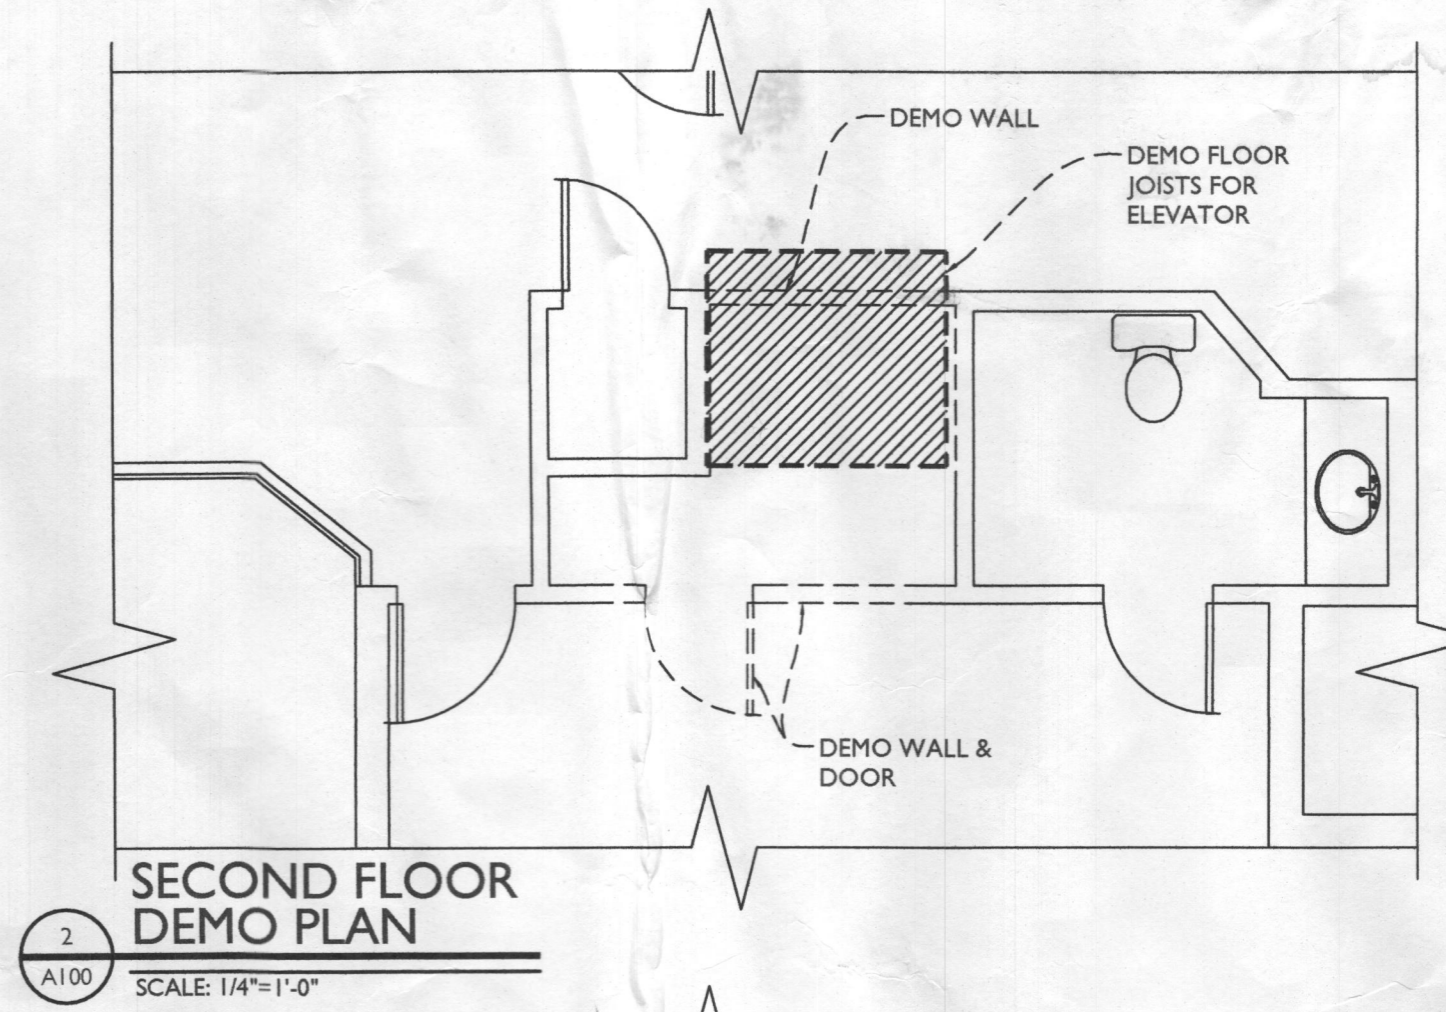 DEMO WALL
DEMO FLOOR
JOISTS FOR
ELEVATOR
DEMO WALL &
DOOR
SECOND FLOOR
DEMO PLAN
2
A100
SCALE: 1/4"=1'-0"